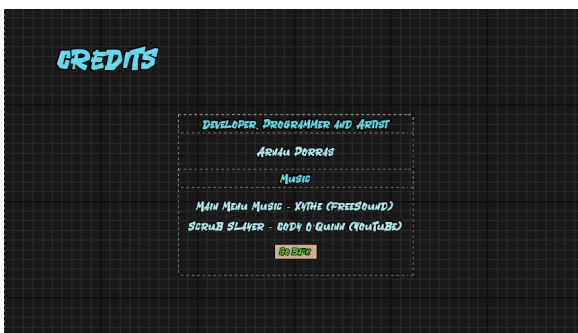 CREDITS
DEVELOPER, PROGRAMMER AND ARTIST
ARNAU PORRAS
MUSIC
MAIN MENU MUSIC - XYTHE (FREESOUND)
SCRUB SLAYER - CODY O'QUINN (YOUTUBE)
GO BACK